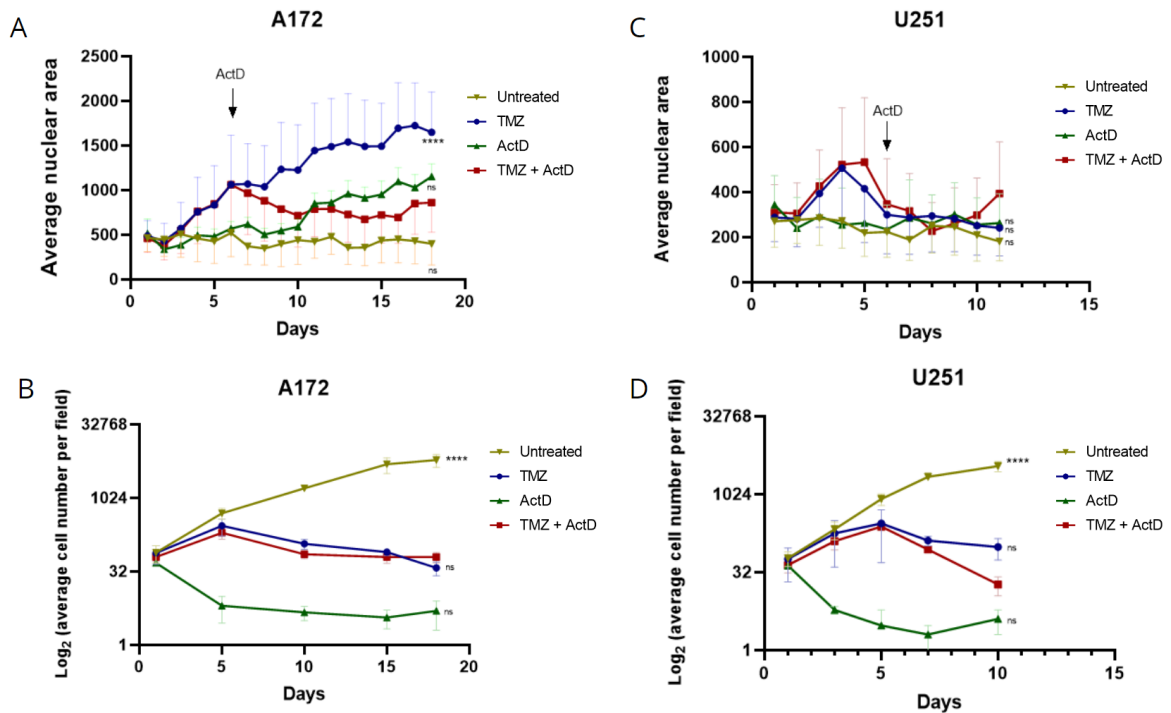 A
A172
Average nuclear area
2500
2000
1500
1000
500
0
ActD
****
ns
ns
0
5
10
15
20
Days
Untreated
TMZ
ActD
TMZ + ActD
C
U251
Average nuclear area
1000
800
600
400
200
0
ActD
ns
ns
ns
0
5
10
15
Days
Untreated
TMZ
ActD
TMZ + ActD
B
A172
Log2 (average cell number per field)
32768
1024
32
1
****
ns
ns
0
5
10
15
20
Days
Untreated
TMZ
ActD
TMZ + ActD
D
U251
Log2 (average cell number per field)
32768
1024
32
1
****
ns
ns
0
5
10
15
Days
Untreated
TMZ
ActD
TMZ + ActD